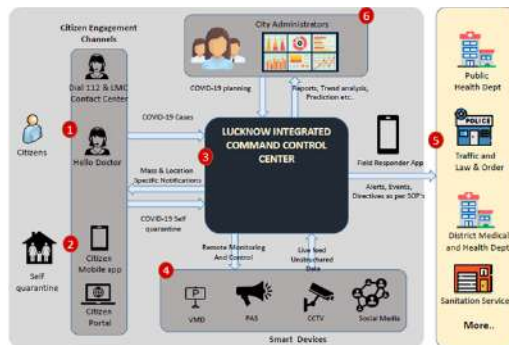 Citizen Engagement
Channels
Dial 112 & LMC
Contact Center
Citizens
1
Hello Doctor
2
Self
quarantine
Citizen
Mobile app
Citizen
Portal
City Administrators
6
COVID-19 planning
Reports, Trend analysis,
Prediction etc..
COVID-19 Cases
LUCKNOW INTEGRATED
COMMAND CONTROL
CENTER
3
Mass & Location
Specific Notifications
COVID-19 Self
quarantine
Field Responder App
Alerts, Events,
Directives as per SOP's
Remote Monitoring
And Control
Live feed
Unstructured
Data
4
P
VMD
PAS
CCTV
Social Media
Smart Devices
5
Public
Health Dept
POLICE
Traffic and
Law & Order
District Medical
and Health Dept
Sanitation Service
More..